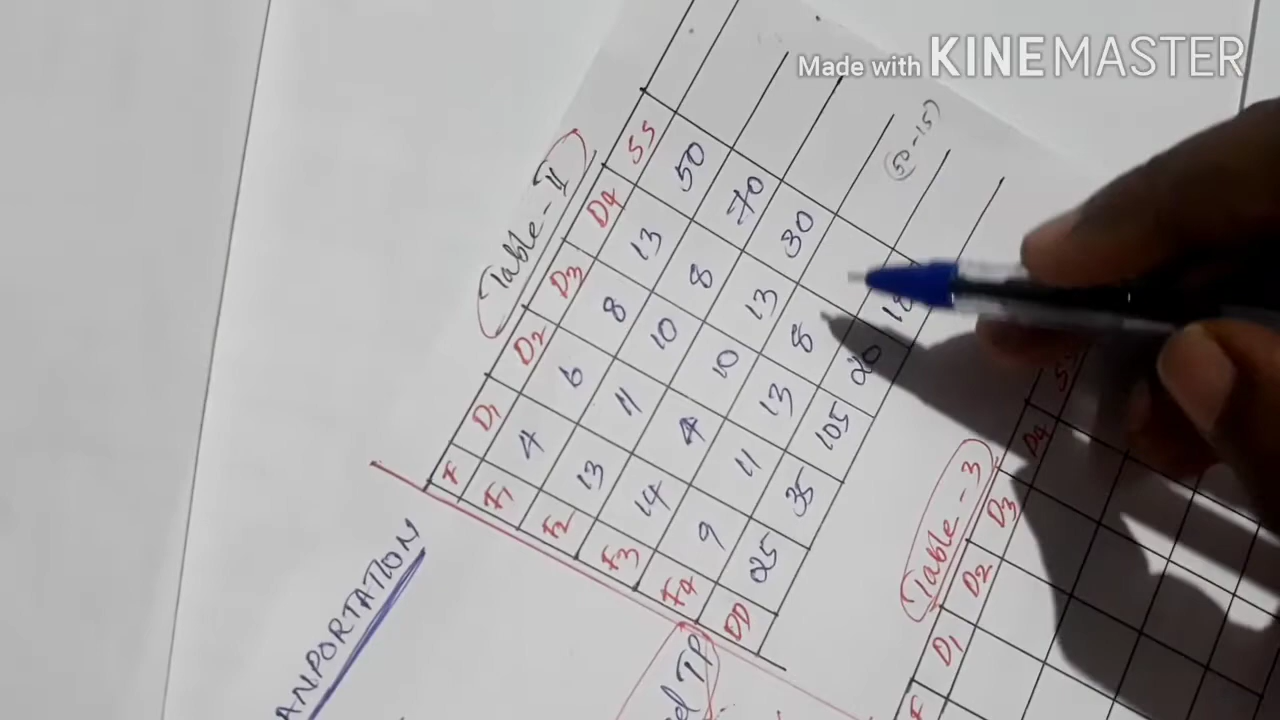 Made with KINEMASTER
Table-II
F D1 D2 D3 D4 SS
F1 4 6 8 13 50
F2 13 11 10 8 70
F3 14 4 10 13 30
F4 9 11 13 8
DD 25 35 105 20
(50-15)
ANPORTATION
TP
Table-3
F D1 D2 D3 D4